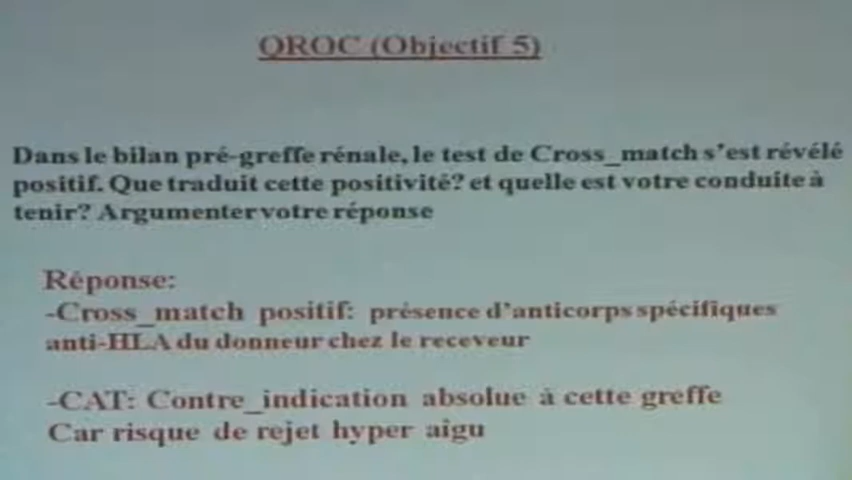 QROC (Objectif 5)
Dans le bilan pré-greffe rénale, le test de Cross_match s'est révélé
positif. Que traduit cette positivité? et quelle est votre conduite à
tenir? Argumenter votre réponse
Réponse:
-Cross_match positif: présence d'anticorps spécifiques
anti-HLA du donneur chez le receveur
-CAT: Contre_indication absolue à cette greffe
Car risque de rejet hyper aigu